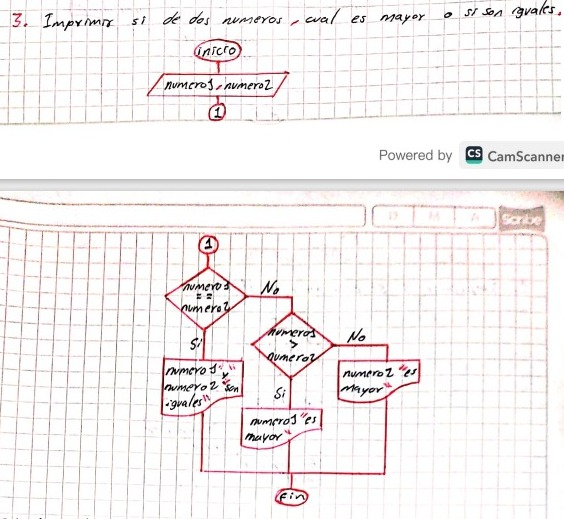 3. Imprimir si de dos numeros, cual es mayor o si son iguales.
inicio
numero1, numero2
1
Powered by CS CamScanner
D M A Scribe
1
numero1
==
numero2
No
Si
numero1 "y"
numero2 "son
iguales"
numero1
>
numero2
No
Si
numero2 "es
mayor"
numero1 "es
mayor"
Fin